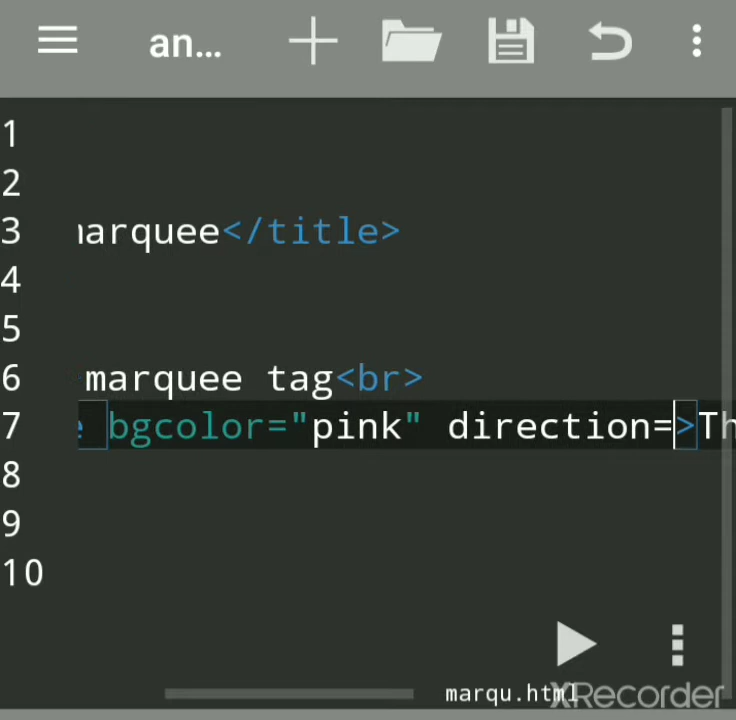 an...
1
2
3 arquee</title>
4
5
6 marquee tag<br>
7 bgcolor="pink" direction=>Th
8
9
10
marqu.html
XRecorder